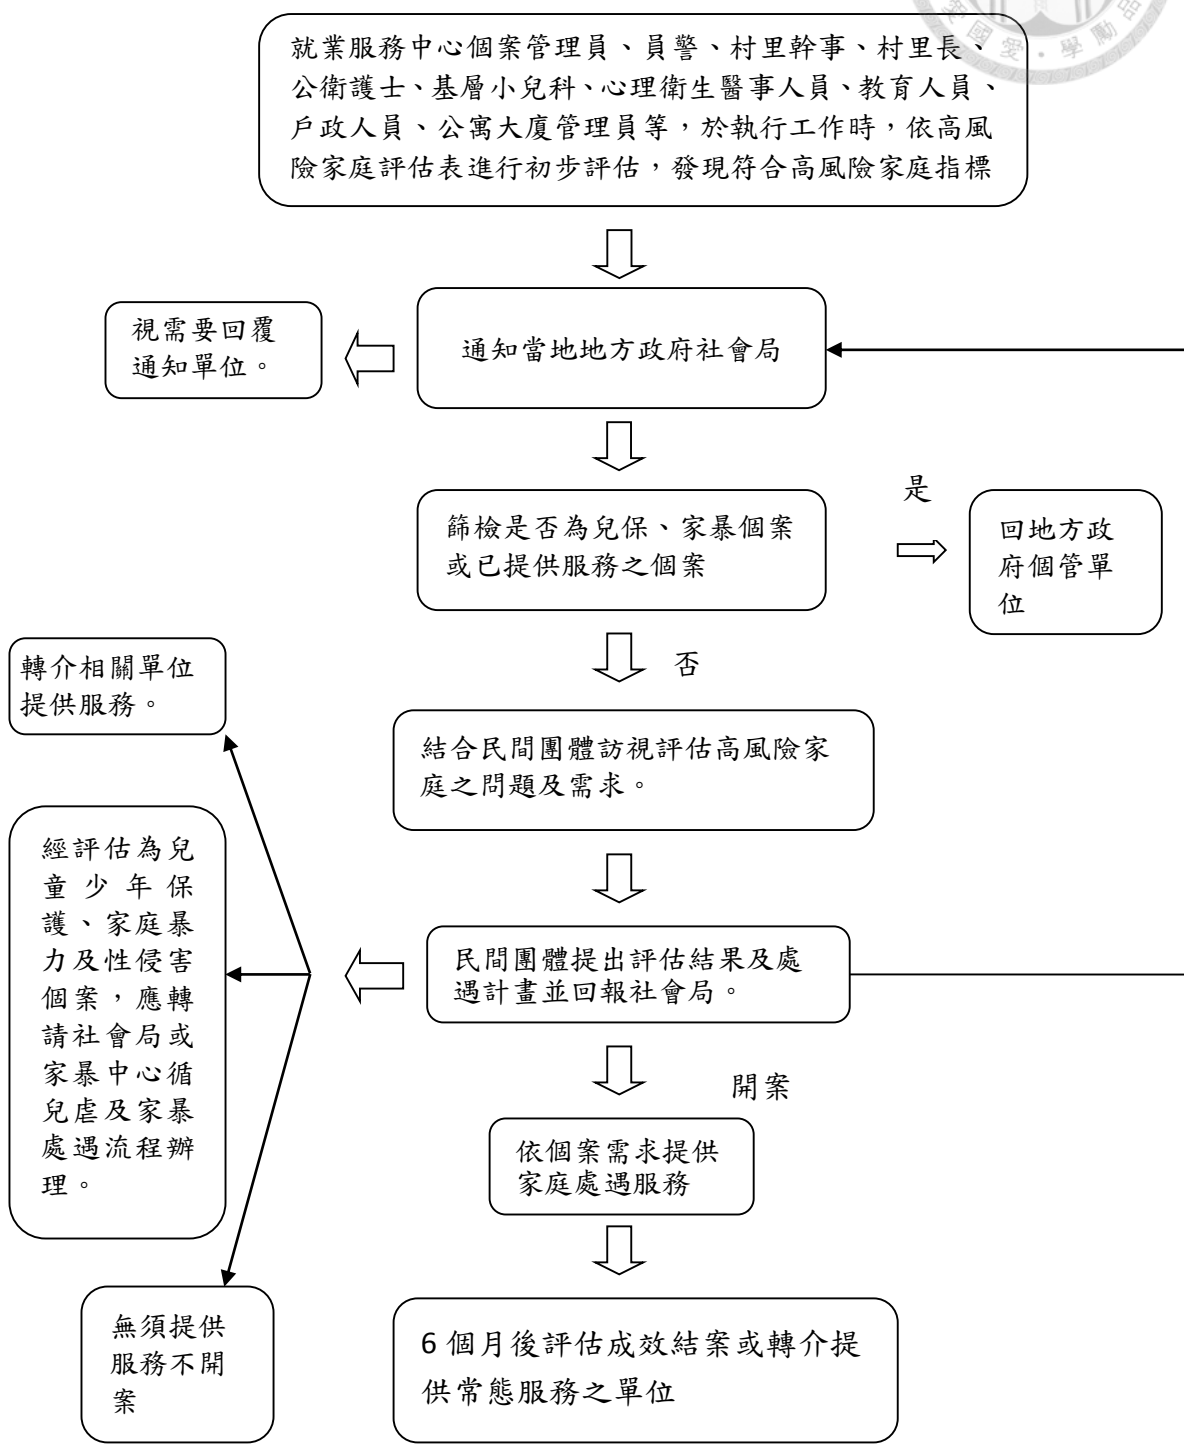 就業服務中心個案管理員、員警、村里幹事、村里長、
公衛護士、基層小兒科、心理衛生醫事人員、教育人員、
戶政人員、公寓大廈管理員等，於執行工作時，依高風
險家庭評估表進行初步評估，發現符合高風險家庭指標
視需要回覆
通知單位。
通知當地地方政府社會局
篩檢是否為兒保、家暴個案
或已提供服務之個案
是
回地方政
府個管單
位
否
轉介相關單位
提供服務。
結合民間團體訪視評估高風險家
庭之問題及需求。
經評估為兒
童少年保
護、家庭暴
力及性侵害
個案，應轉
請社會局或
家暴中心循
兒虐及家暴
處遇流程辦
理。
民間團體提出評估結果及處
遇計畫並回報社會局。
開案
依個案需求提供
家庭處遇服務
無須提供
服務不開
案
6 個月後評估成效結案或轉介提
供常態服務之單位